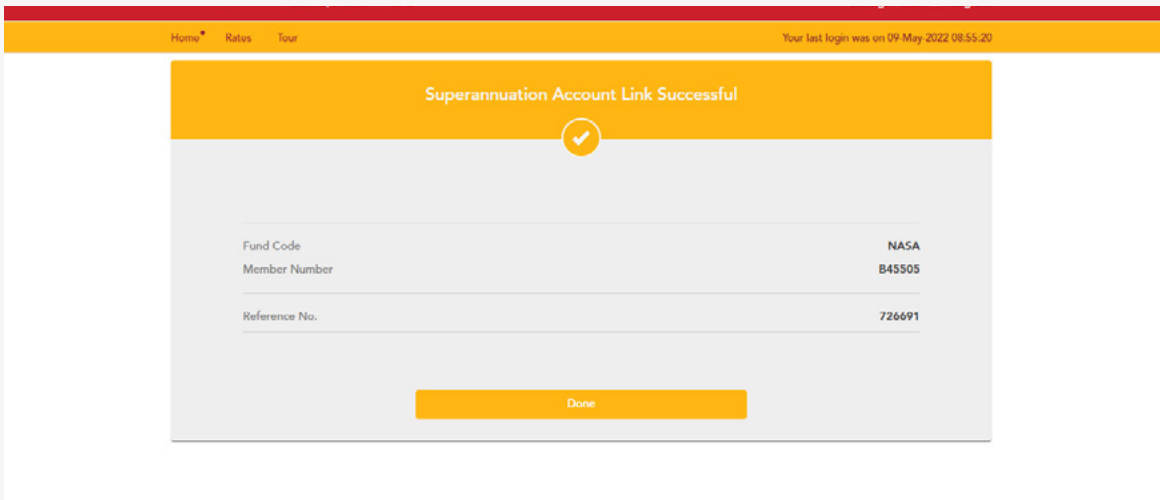 Home Rates Tour Your last login was on 09-May-2022 08:55:20
Superannuation Account Link Successful
Fund Code NASA
Member Number B45505
Reference No. 726691
Done